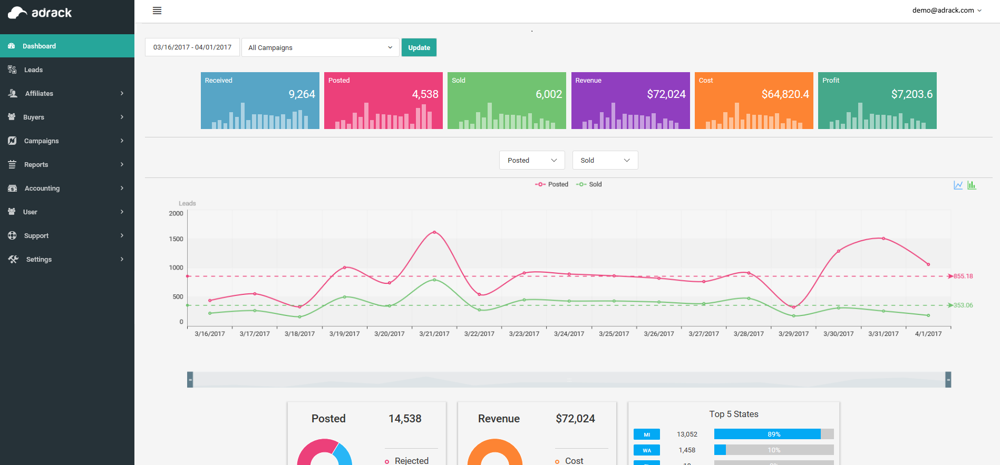 adrack
demo@adrack.com
Dashboard
Leads
Affiliates
Buyers
Campaigns
Reports
Accounting
User
Support
Settings
03/16/2017 - 04/01/2017
All Campaigns
Update
Received
9,264
Posted
4,538
Sold
6,002
Revenue
$72,024
Cost
$64,820.4
Profit
$7,203.6
Posted
Sold
Posted
Sold
Leads
2000
1500
1000
500
0
855.18
353.06
3/16/2017
3/17/2017
3/18/2017
3/19/2017
3/20/2017
3/21/2017
3/22/2017
3/23/2017
3/24/2017
3/25/2017
3/26/2017
3/27/2017
3/28/2017
3/29/2017
3/30/2017
3/31/2017
4/1/2017
Posted 14,538
Rejected
Revenue $72,024
Cost
Top 5 States
MI 13,052 89%
WA 1,458 10%